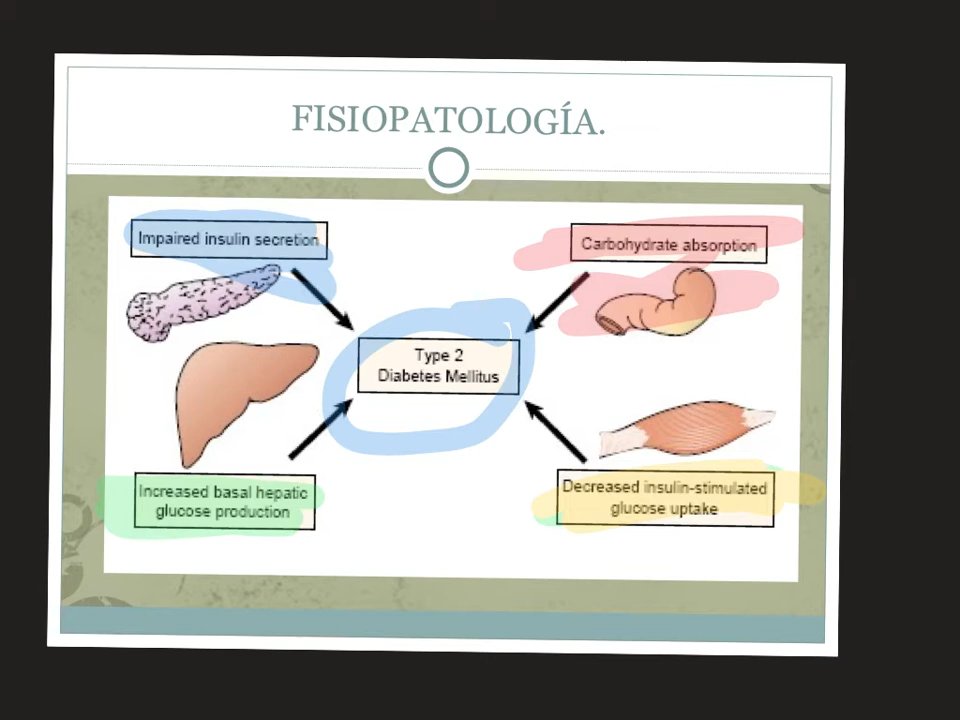 FISIOPATOLOGÍA.
Impaired insulin secretion
Carbohydrate absorption
Type 2
Diabetes Mellitus
Increased basal hepatic
glucose production
Decreased insulin-stimulated
glucose uptake